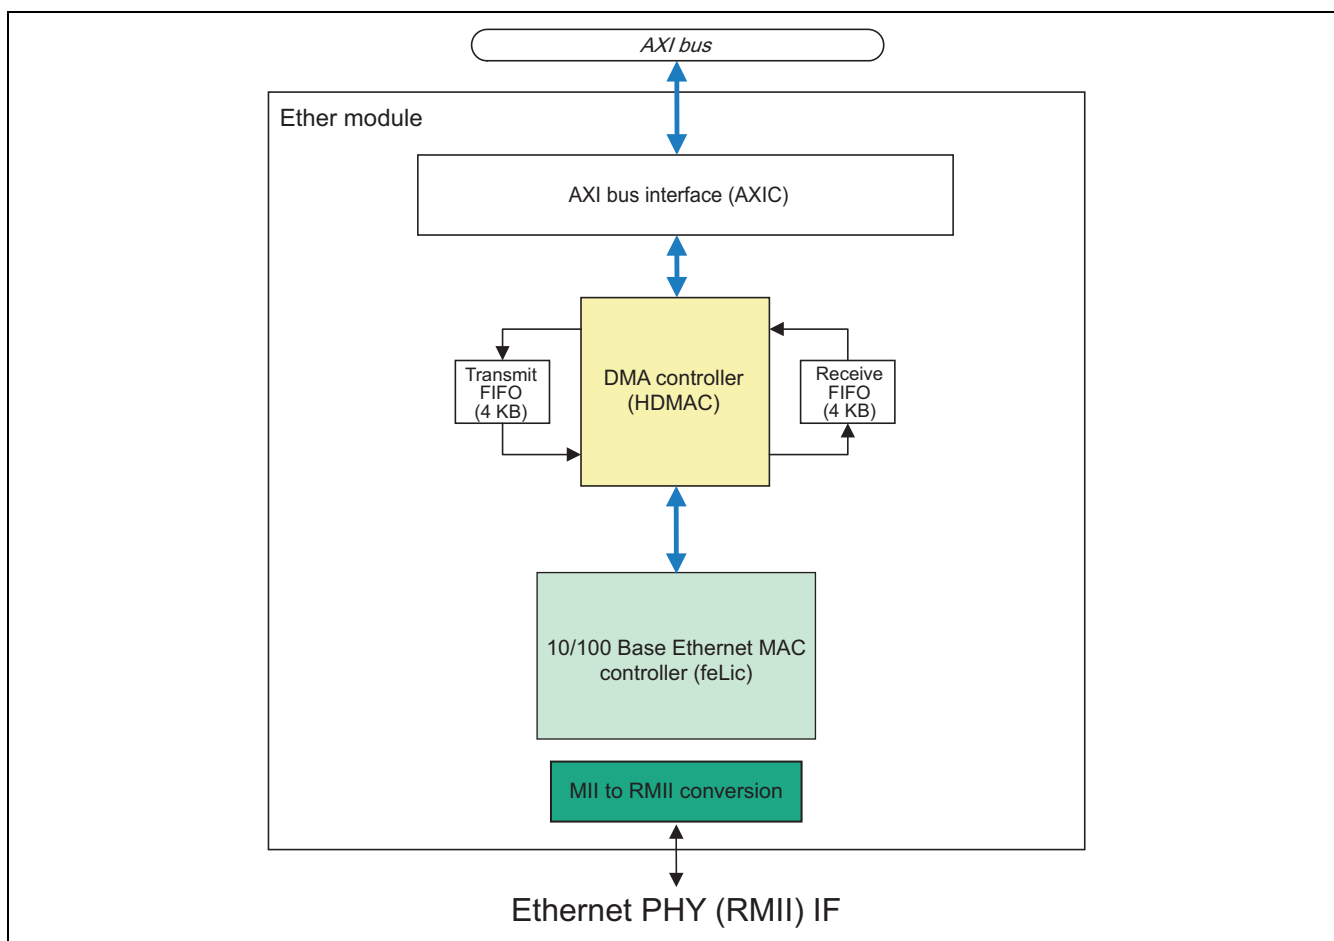 AXI bus
Ether module
AXI bus interface (AXIC)
Transmit
FIFO
(4 KB)
DMA controller
(HDMAC)
Receive
FIFO
(4 KB)
10/100 Base Ethernet MAC
controller (feLic)
MII to RMII conversion
Ethernet PHY (RMII) IF